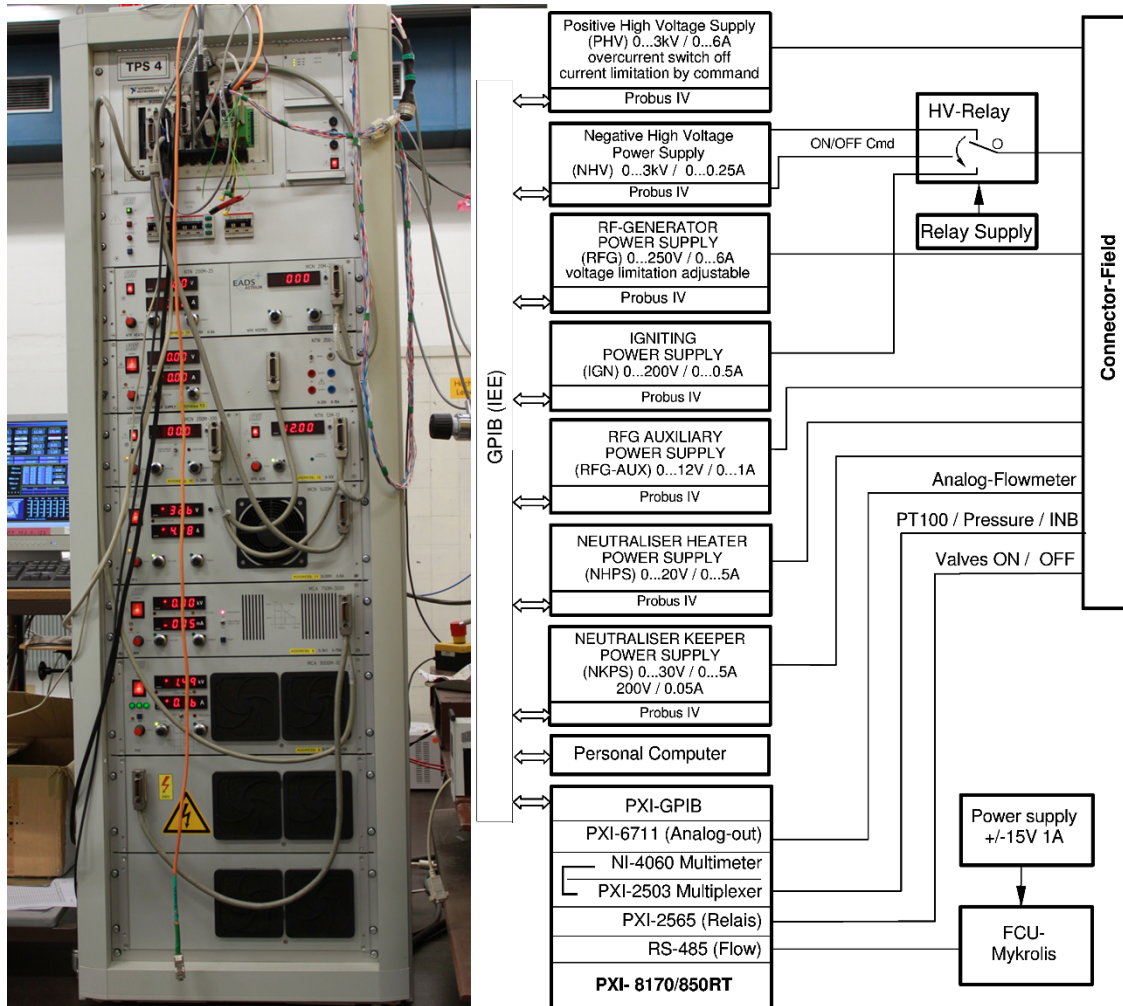 TPS 4
EADS
ASTRIUM
000
0.00
0.00
000
12.00
GPIB (IEE)
Positive High Voltage Supply
(PHV) 0...3kV / 0...6A
overcurrent switch off
current limitation by command
Probus IV
Negative High Voltage
Power Supply
(NHV) 0...3kV / 0...0.25A
Probus IV
RF-GENERATOR
POWER SUPPLY
(RFG) 0...250V / 0...6A
voltage limitation adjustable
Probus IV
IGNITING
POWER SUPPLY
(IGN) 0...200V / 0...0.5A
Probus IV
RFG AUXILIARY
POWER SUPPLY
(RFG-AUX) 0...12V / 0...1A
Probus IV
NEUTRALISER HEATER
POWER SUPPLY
(NHPS) 0...20V / 0...5A
Probus IV
NEUTRALISER KEEPER
POWER SUPPLY
(NKPS) 0...30V / 0...5A
200V / 0.05A
Probus IV
Personal Computer
PXI-GPIB
PXI-6711 (Analog-out)
NI-4060 Multimeter
PXI-2503 Multiplexer
PXI-2565 (Relais)
RS-485 (Flow)
PXI- 8170/850RT
ON/OFF Cmd
HV-Relay
Relay Supply
Analog-Flowmeter
PT100 / Pressure / INB
Valves ON / OFF
Power supply
+/-15V 1A
FCU-
Mykrolis
Connector-Field